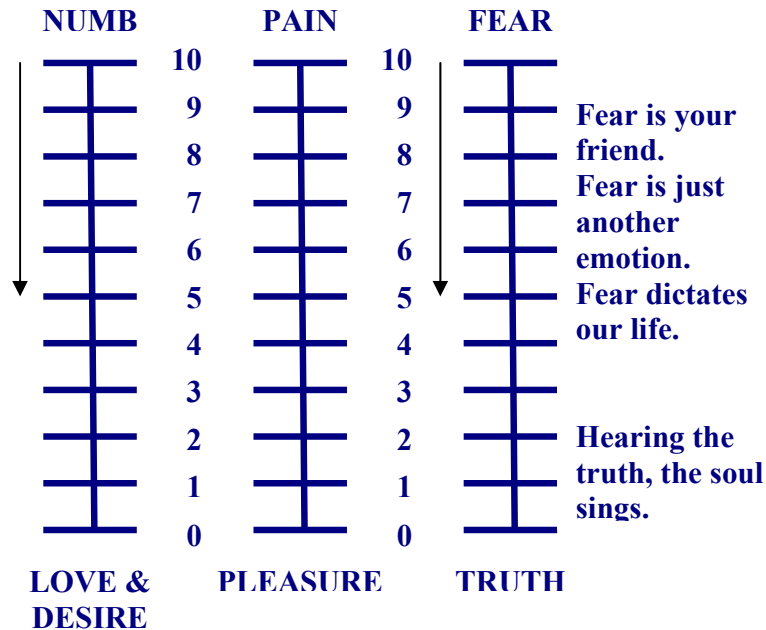 NUMB PAIN FEAR
10 10
9 9
Fear is your
8 8
friend.
Fear is just
7 7
another
6 6
emotion.
5 5
Fear dictates
our life.
4 4
3 3
2 2
Hearing the
truth, the soul
1 1
sings.
0 0
LOVE & PLEASURE TRUTH
DESIRE